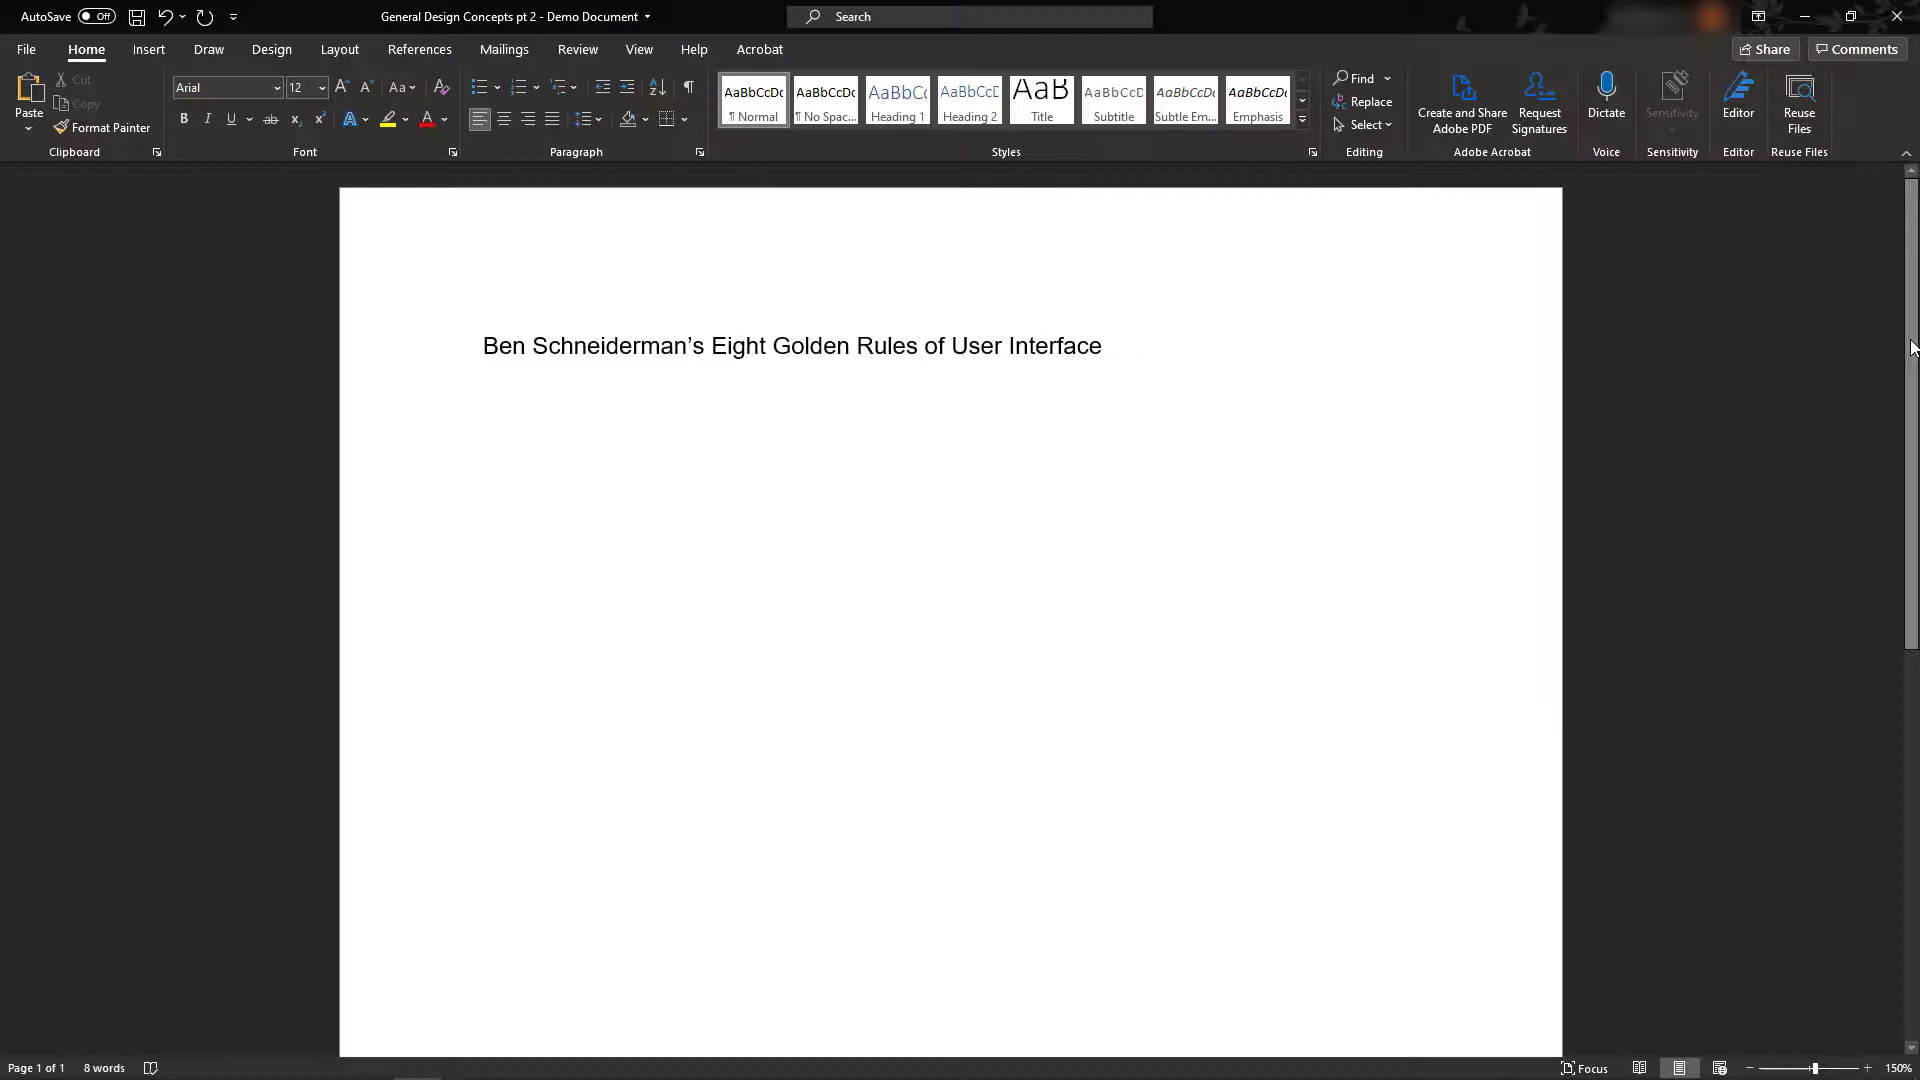 AutoSave Off General Design Concepts pt 2 - Demo Document Search
File Home Insert Draw Design Layout References Mailings Review View Help Acrobat Share Comments
Paste
Cut
Copy
Format Painter
Clipboard
Arial 12
Font
Paragraph
AaBbCcDc AaBbCcDc AaBbC AaBbCcD AaB AaBbCcD AaBbCcDc AaBbCcDc
¶ Normal ¶ No Spac... Heading 1 Heading 2 Title Subtitle Subtle Em... Emphasis
Styles
Find
Replace
Select
Editing
Create and Share
Adobe PDF
Request
Signatures
Adobe Acrobat
Dictate
Voice
Sensitivity
Sensitivity
Editor
Editor
Reuse
Files
Reuse Files
Ben Schneiderman’s Eight Golden Rules of User Interface
Page 1 of 1 8 words Focus 150%